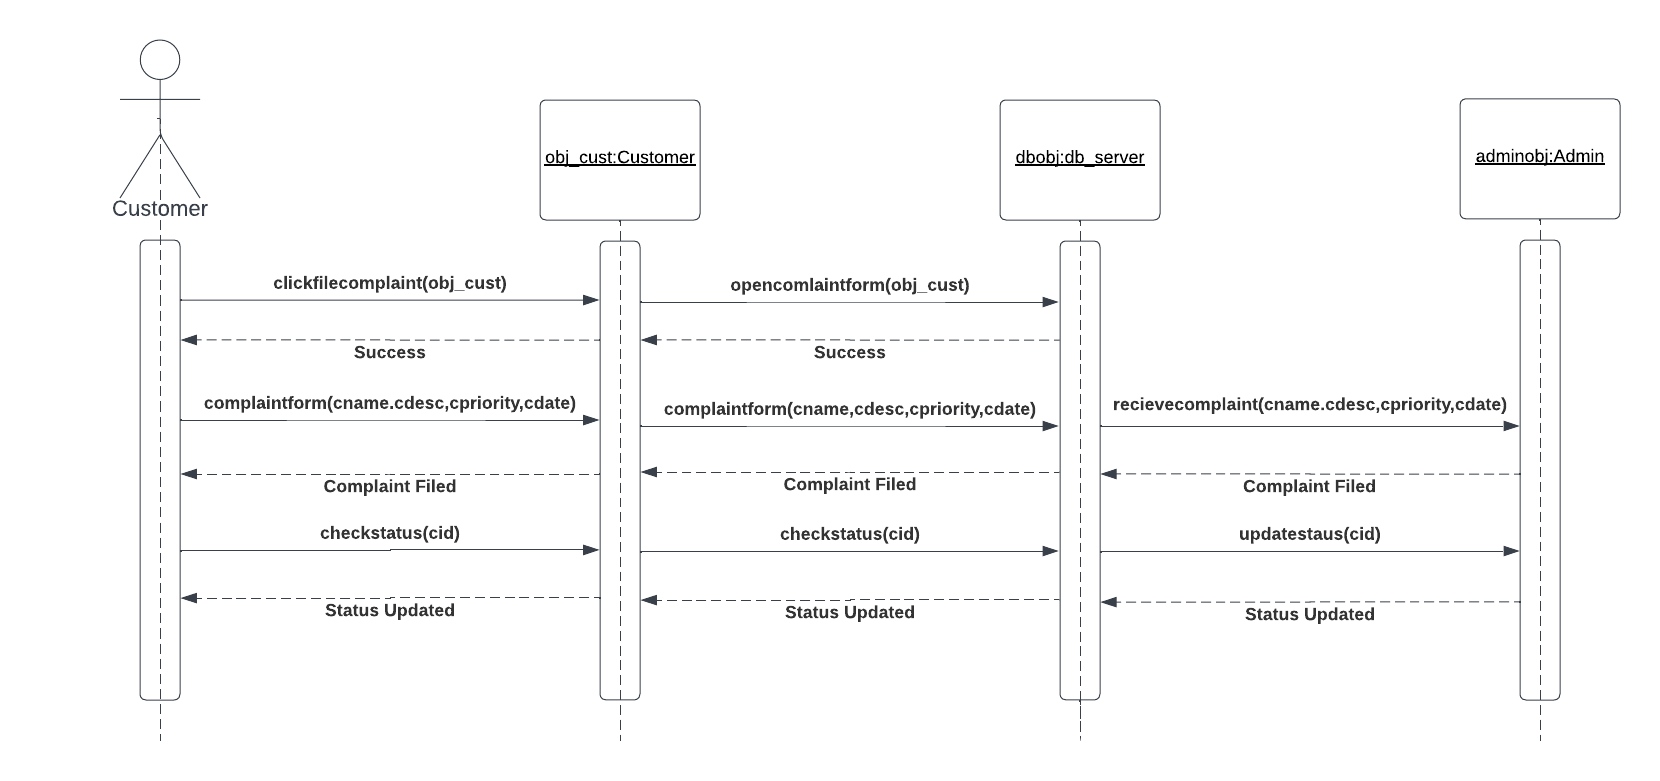 Customer
obj_cust:Customer
dbobj:db_server
adminobj:Admin
clickfilecomplaint(obj_cust)
opencomlaintform(obj_cust)
Success
Success
complaintform(cname.cdesc,cpriority,cdate)
complaintform(cname,cdesc,cpriority,cdate)
recievecomplaint(cname.cdesc,cpriority,cdate)
Complaint Filed
Complaint Filed
Complaint Filed
checkstatus(cid)
checkstatus(cid)
updatestaus(cid)
Status Updated
Status Updated
Status Updated